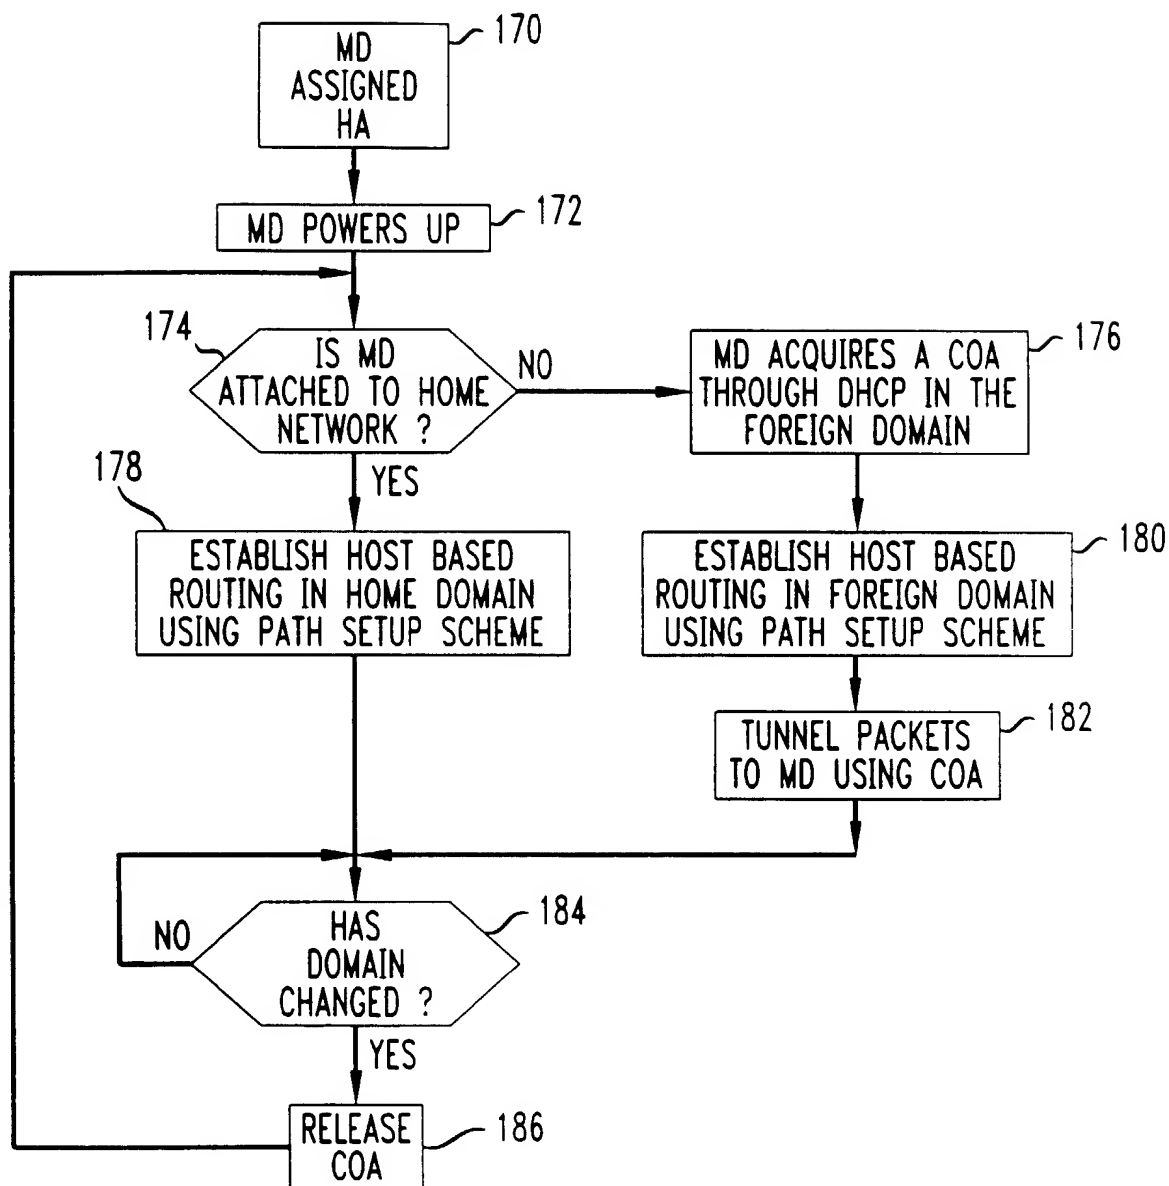 MD
ASSIGNED
HA
170
MD POWERS UP
172
174
IS MD
ATTACHED TO HOME
NETWORK ?
NO
MD ACQUIRES A COA
THROUGH DHCP IN THE
FOREIGN DOMAIN
176
YES
178
ESTABLISH HOST BASED
ROUTING IN HOME DOMAIN
USING PATH SETUP SCHEME
ESTABLISH HOST BASED
ROUTING IN FOREIGN DOMAIN
USING PATH SETUP SCHEME
180
TUNNEL PACKETS
TO MD USING COA
182
NO
HAS
DOMAIN
CHANGED ?
184
YES
RELEASE
COA
186